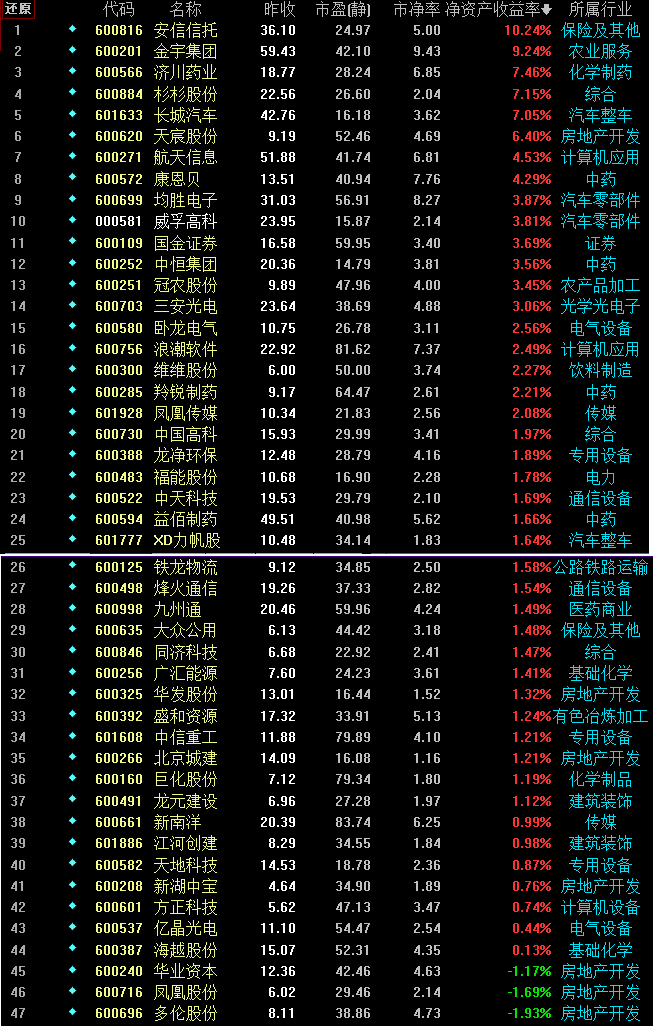 还原 代码 名称 昨收 市盈(静) 市净率 净资产收益率 所属行业
1 600816 安信信托 36.10 24.97 5.00 10.24% 保险及其他
2 600201 金宇集团 59.43 42.10 9.43 9.24% 农业服务
3 600566 济川药业 18.77 28.24 6.85 7.46% 化学制药
4 600884 杉杉股份 22.56 26.60 2.04 7.15% 综合
5 601633 长城汽车 42.76 16.18 3.62 7.05% 汽车整车
6 600620 天宸股份 9.19 52.46 4.69 6.40% 房地产开发
7 600271 航天信息 51.88 41.74 6.81 4.53% 计算机应用
8 600572 康恩贝 13.51 40.94 7.76 4.29% 中药
9 600699 均胜电子 31.03 56.91 8.27 3.87% 汽车零部件
10 000581 威孚高科 23.95 15.87 2.14 3.81% 汽车零部件
11 600109 国金证券 16.58 59.95 3.40 3.69% 证券
12 600252 中恒集团 20.36 14.79 3.81 3.56% 中药
13 600251 冠农股份 9.89 47.96 4.00 3.45% 农产品加工
14 600703 三安光电 23.64 38.69 4.88 3.06% 光学光电子
15 600580 卧龙电气 10.75 26.78 3.11 2.56% 电气设备
16 600756 浪潮软件 22.92 81.62 7.37 2.49% 计算机应用
17 600300 维维股份 6.00 50.00 3.74 2.27% 饮料制造
18 600285 羚锐制药 9.17 64.47 2.61 2.21% 中药
19 601928 凤凰传媒 10.34 21.83 2.56 2.08% 传媒
20 600730 中国高科 15.93 29.99 3.41 1.97% 综合
21 600388 龙净环保 12.48 28.79 4.16 1.89% 专用设备
22 600483 福能股份 10.68 16.90 2.28 1.78% 电力
23 600522 中天科技 19.53 29.79 2.10 1.69% 通信设备
24 600594 益佰制药 49.51 40.98 5.62 1.66% 中药
25 601777 XD力帆股 10.48 34.14 1.83 1.64% 汽车整车
26 600125 铁龙物流 9.12 34.85 2.50 1.58% 公路铁路运输
27 600498 烽火通信 19.26 37.33 2.82 1.54% 通信设备
28 600998 九州通 20.46 59.96 4.24 1.49% 医药商业
29 600635 大众公用 6.13 44.42 3.18 1.48% 保险及其他
30 600846 同济科技 6.68 22.92 2.41 1.47% 综合
31 600256 广汇能源 7.60 24.23 3.61 1.41% 基础化学
32 600325 华发股份 13.01 16.44 1.52 1.32% 房地产开发
33 600392 盛和资源 17.32 33.91 5.13 1.24% 有色冶炼加工
34 601608 中信重工 11.88 79.89 4.10 1.21% 专用设备
35 600266 北京城建 14.09 16.08 1.16 1.21% 房地产开发
36 600160 巨化股份 7.12 79.34 1.80 1.19% 化学制品
37 600491 龙元建设 6.96 27.28 1.97 1.12% 建筑装饰
38 600661 新南洋 20.39 83.74 6.25 0.99% 传媒
39 601886 江河创建 8.29 34.55 1.84 0.98% 建筑装饰
40 600582 天地科技 14.53 18.78 2.36 0.87% 专用设备
41 600208 新湖中宝 4.64 34.90 1.89 0.76% 房地产开发
42 600601 方正科技 5.62 47.13 3.47 0.74% 计算机设备
43 600537 亿晶光电 11.10 54.47 2.54 0.44% 电气设备
44 600387 海越股份 15.07 52.31 4.35 0.13% 基础化学
45 600240 华业资本 12.36 42.46 4.63 -1.17% 房地产开发
46 600716 凤凰股份 6.02 29.46 2.14 -1.69% 房地产开发
47 600696 多伦股份 8.11 38.86 4.73 -1.93% 房地产开发